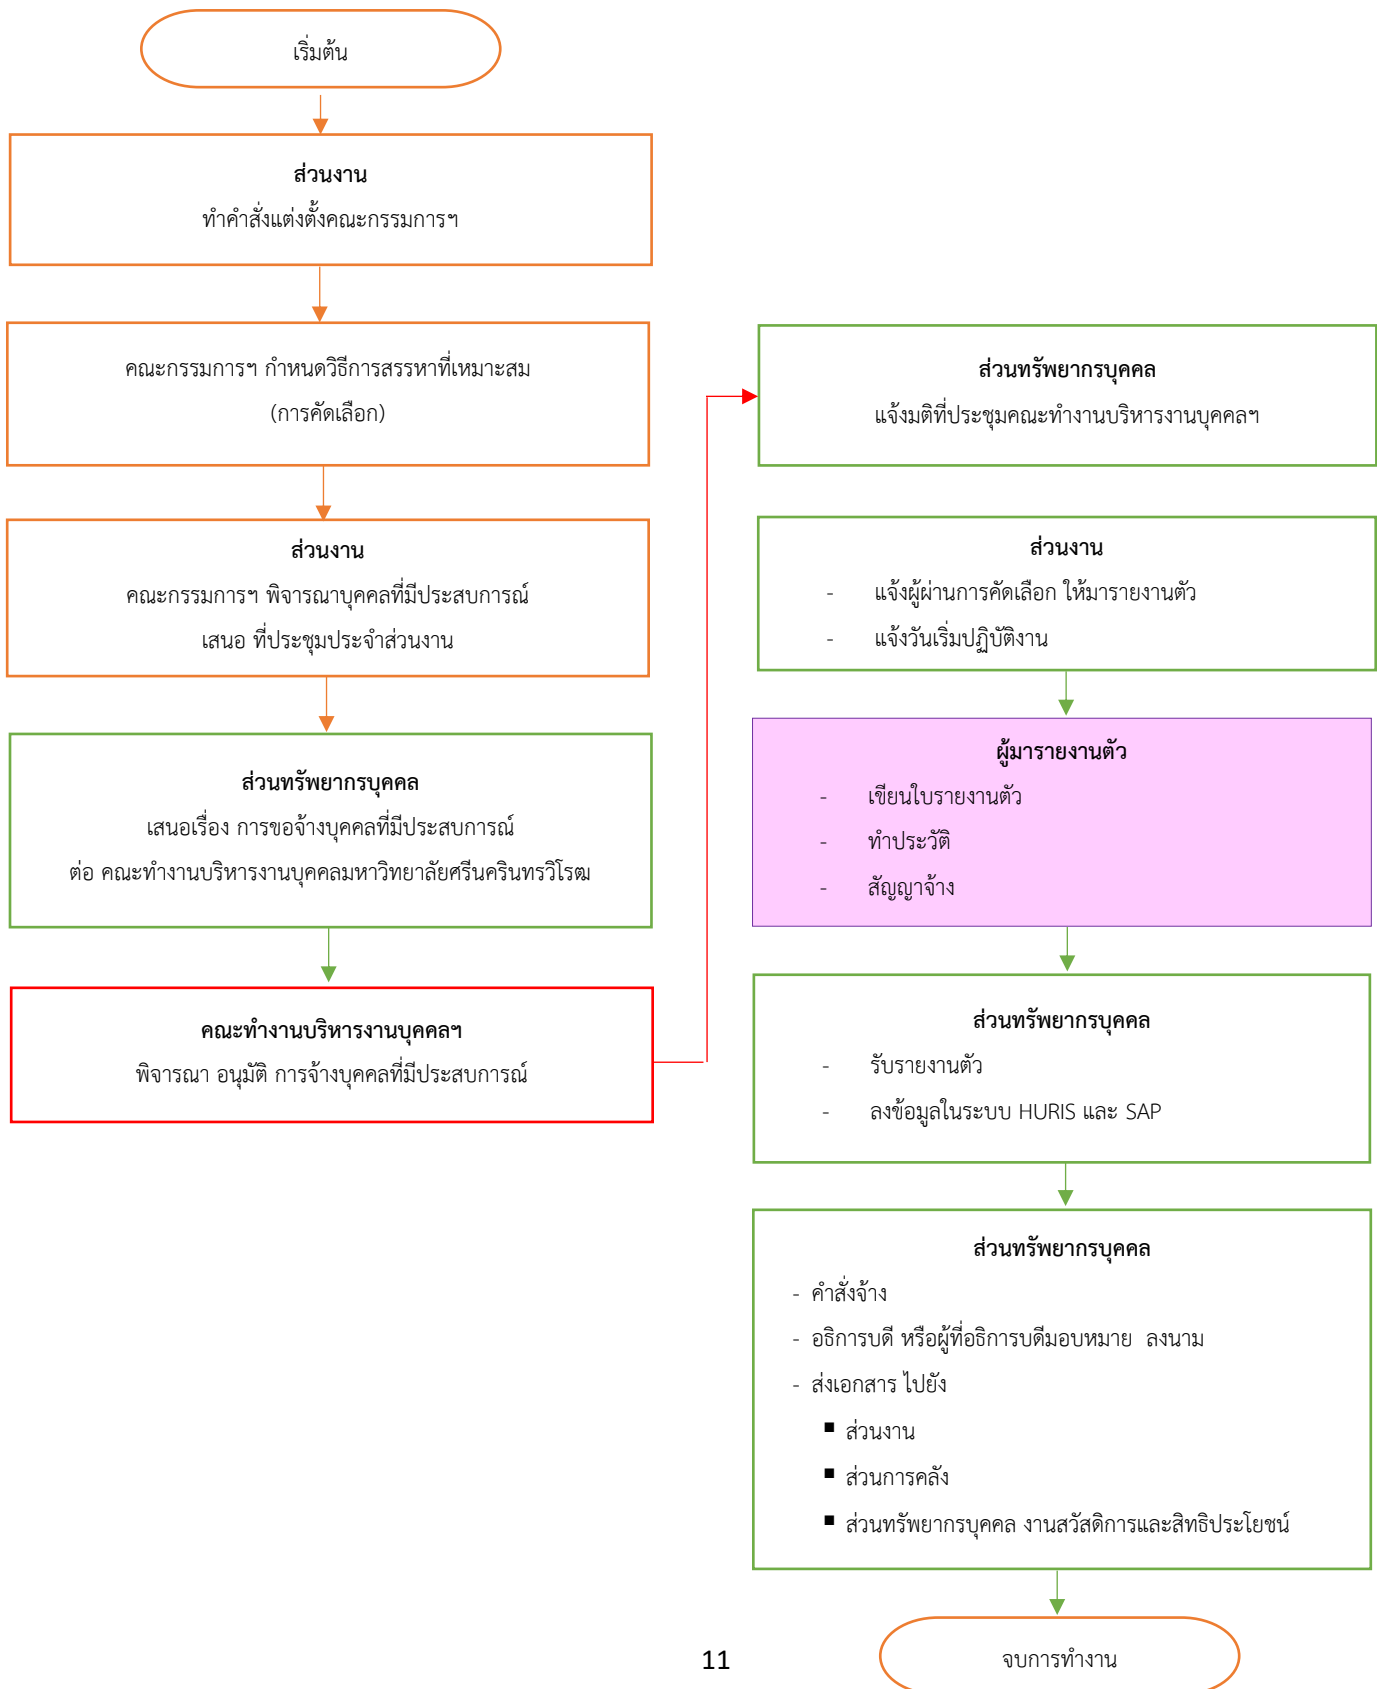 เริ่มต้น
ส่วนงาน
ทำคำสั่งแต่งตั้งคณะกรรมการฯ
คณะกรรมการฯ กำหนดวิธีการสรรหาที่เหมาะสม
(การคัดเลือก)
ส่วนงาน
คณะกรรมการฯ พิจารณาบุคคลที่มีประสบการณ์
เสนอ ที่ประชุมประจำส่วนงาน
ส่วนทรัพยากรบุคคล
เสนอเรื่อง การขอจ้างบุคคลที่มีประสบการณ์
ต่อ คณะทำงานบริหารงานบุคคลมหาวิทยาลัยศรีนครินทรวิโรฒ
คณะทำงานบริหารงานบุคคลฯ
พิจารณา อนุมัติ การจ้างบุคคลที่มีประสบการณ์
ส่วนทรัพยากรบุคคล
แจ้งมติที่ประชุมคณะทำงานบริหารงานบุคคลฯ
ส่วนงาน
- แจ้งผู้ผ่านการคัดเลือก ให้มารายงานตัว
- แจ้งวันเริ่มปฏิบัติงาน
ผู้มารายงานตัว
- เขียนใบรายงานตัว
- ทำประวัติ
- สัญญาจ้าง
ส่วนทรัพยากรบุคคล
- รับรายงานตัว
- ลงข้อมูลในระบบ HURIS และ SAP
ส่วนทรัพยากรบุคคล
- คำสั่งจ้าง
- อธิการบดี หรือผู้ที่อธิการบดีมอบหมาย ลงนาม
- ส่งเอกสาร ไปยัง
▪ ส่วนงาน
▪ ส่วนการคลัง
▪ ส่วนทรัพยากรบุคคล งานสวัสดิการและสิทธิประโยชน์
จบการทำงาน
11